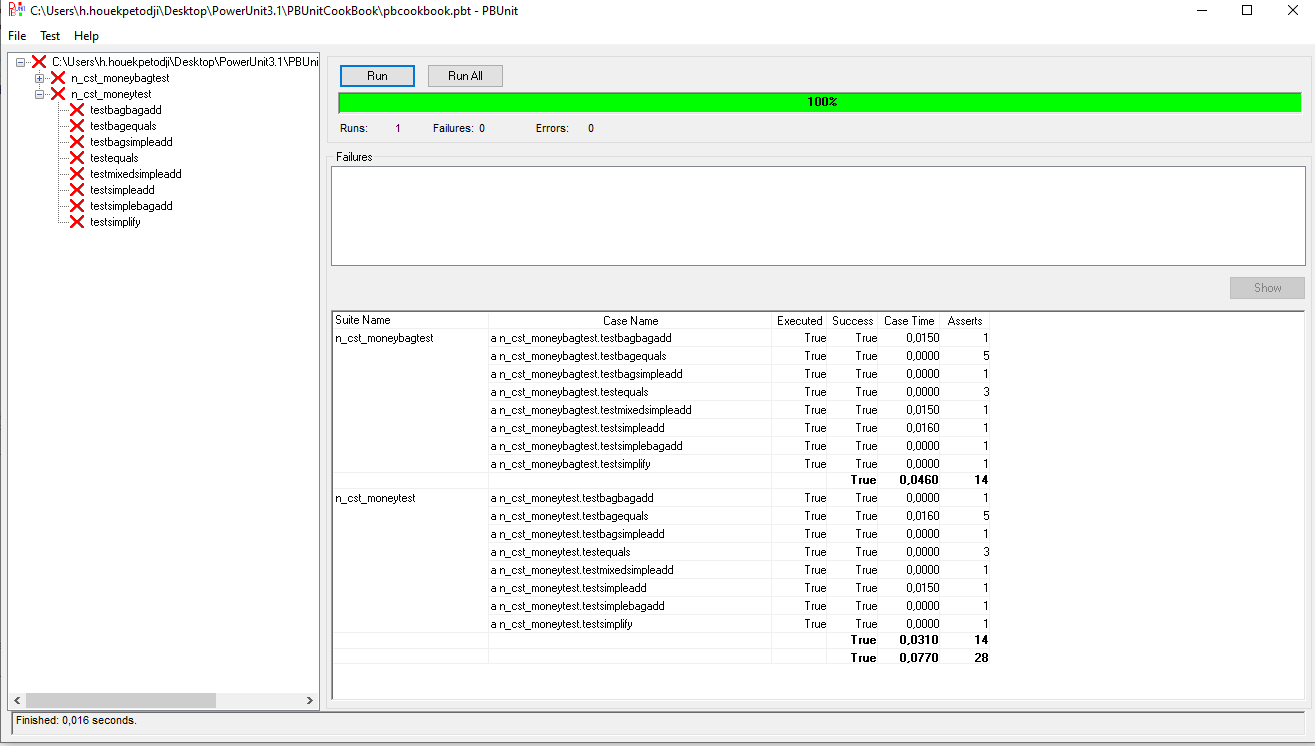 C:\Users\h.houekpetodji\Desktop\PowerUnit3.1\PBUnitCookBook\pbcookbook.pbt - PBUnit
File Test Help
C:\Users\h.houekpetodji\Desktop\PowerUnit3.1\PBUni
n_cst_moneybagtest
n_cst_moneytest
testbagbagadd
testbagequals
testbagsimpleadd
testequals
testmixedsimpleadd
testsimpleadd
testsimplebagadd
testsimplify
Run Run All
100%
Runs: 1 Failures: 0 Errors: 0
Failures
Show
Suite Name Case Name Executed Success Case Time Asserts
n_cst_moneybagtest a n_cst_moneybagtest.testbagbagadd True True 0,0150 1
a n_cst_moneybagtest.testbagequals True True 0,0000 5
a n_cst_moneybagtest.testbagsimpleadd True True 0,0000 1
a n_cst_moneybagtest.testequals True True 0,0000 3
a n_cst_moneybagtest.testmixedsimpleadd True True 0,0150 1
a n_cst_moneybagtest.testsimpleadd True True 0,0160 1
a n_cst_moneybagtest.testsimplebagadd True True 0,0000 1
a n_cst_moneybagtest.testsimplify True True 0,0000 1
True 0,0460 14
n_cst_moneytest a n_cst_moneytest.testbagbagadd True True 0,0000 1
a n_cst_moneytest.testbagequals True True 0,0160 5
a n_cst_moneytest.testbagsimpleadd True True 0,0000 1
a n_cst_moneytest.testequals True True 0,0000 3
a n_cst_moneytest.testmixedsimpleadd True True 0,0000 1
a n_cst_moneytest.testsimpleadd True True 0,0150 1
a n_cst_moneytest.testsimplebagadd True True 0,0000 1
a n_cst_moneytest.testsimplify True True 0,0000 1
True 0,0310 14
True 0,0770 28
Finished: 0,016 seconds.